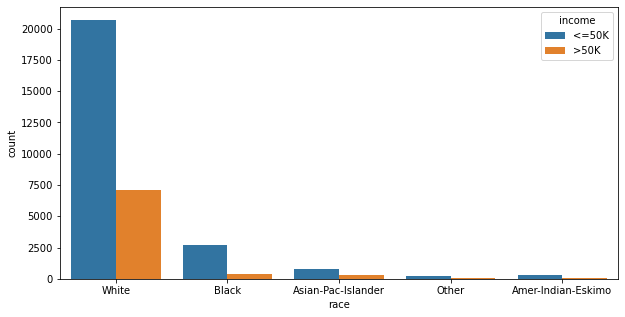 income
<=50K
>50K
20000
17500
15000
12500
10000
7500
5000
2500
0
count
White
Black
Asian-Pac-Islander
Other
Amer-Indian-Eskimo
race